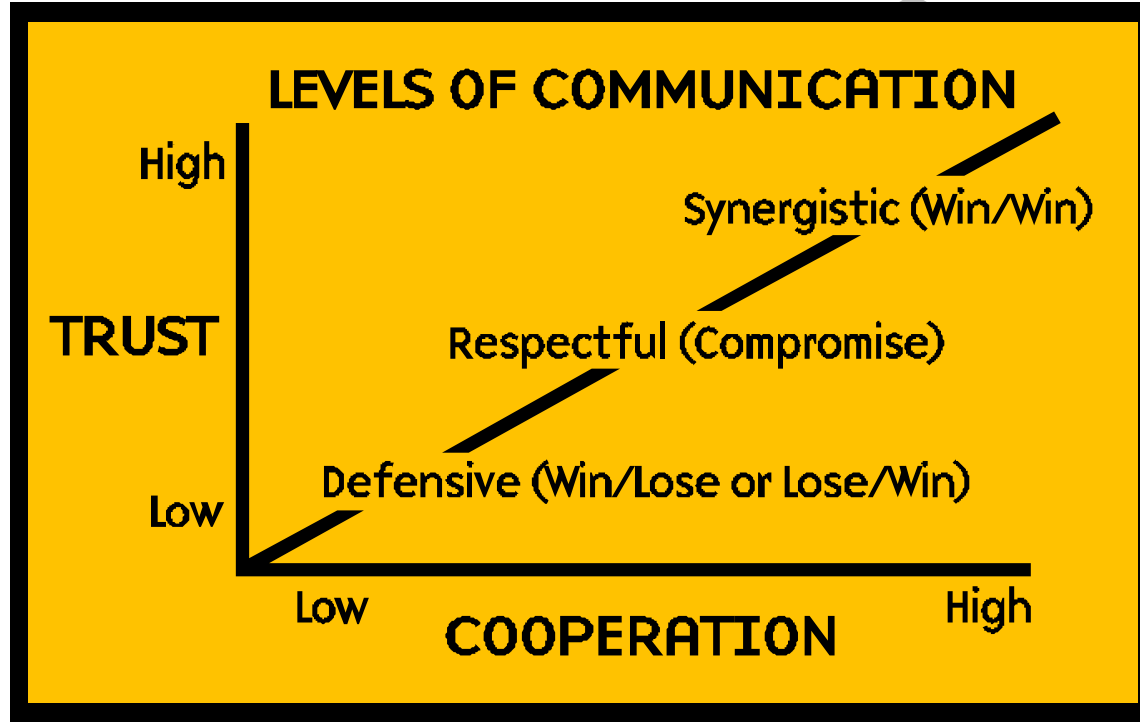 LEVELS OF COMMUNICATION
High
Synergistic (Win/Win)
TRUST
Respectful (Compromise)
Defensive (Win/Lose or Lose/Win)
Low
Low
High
COOPERATION